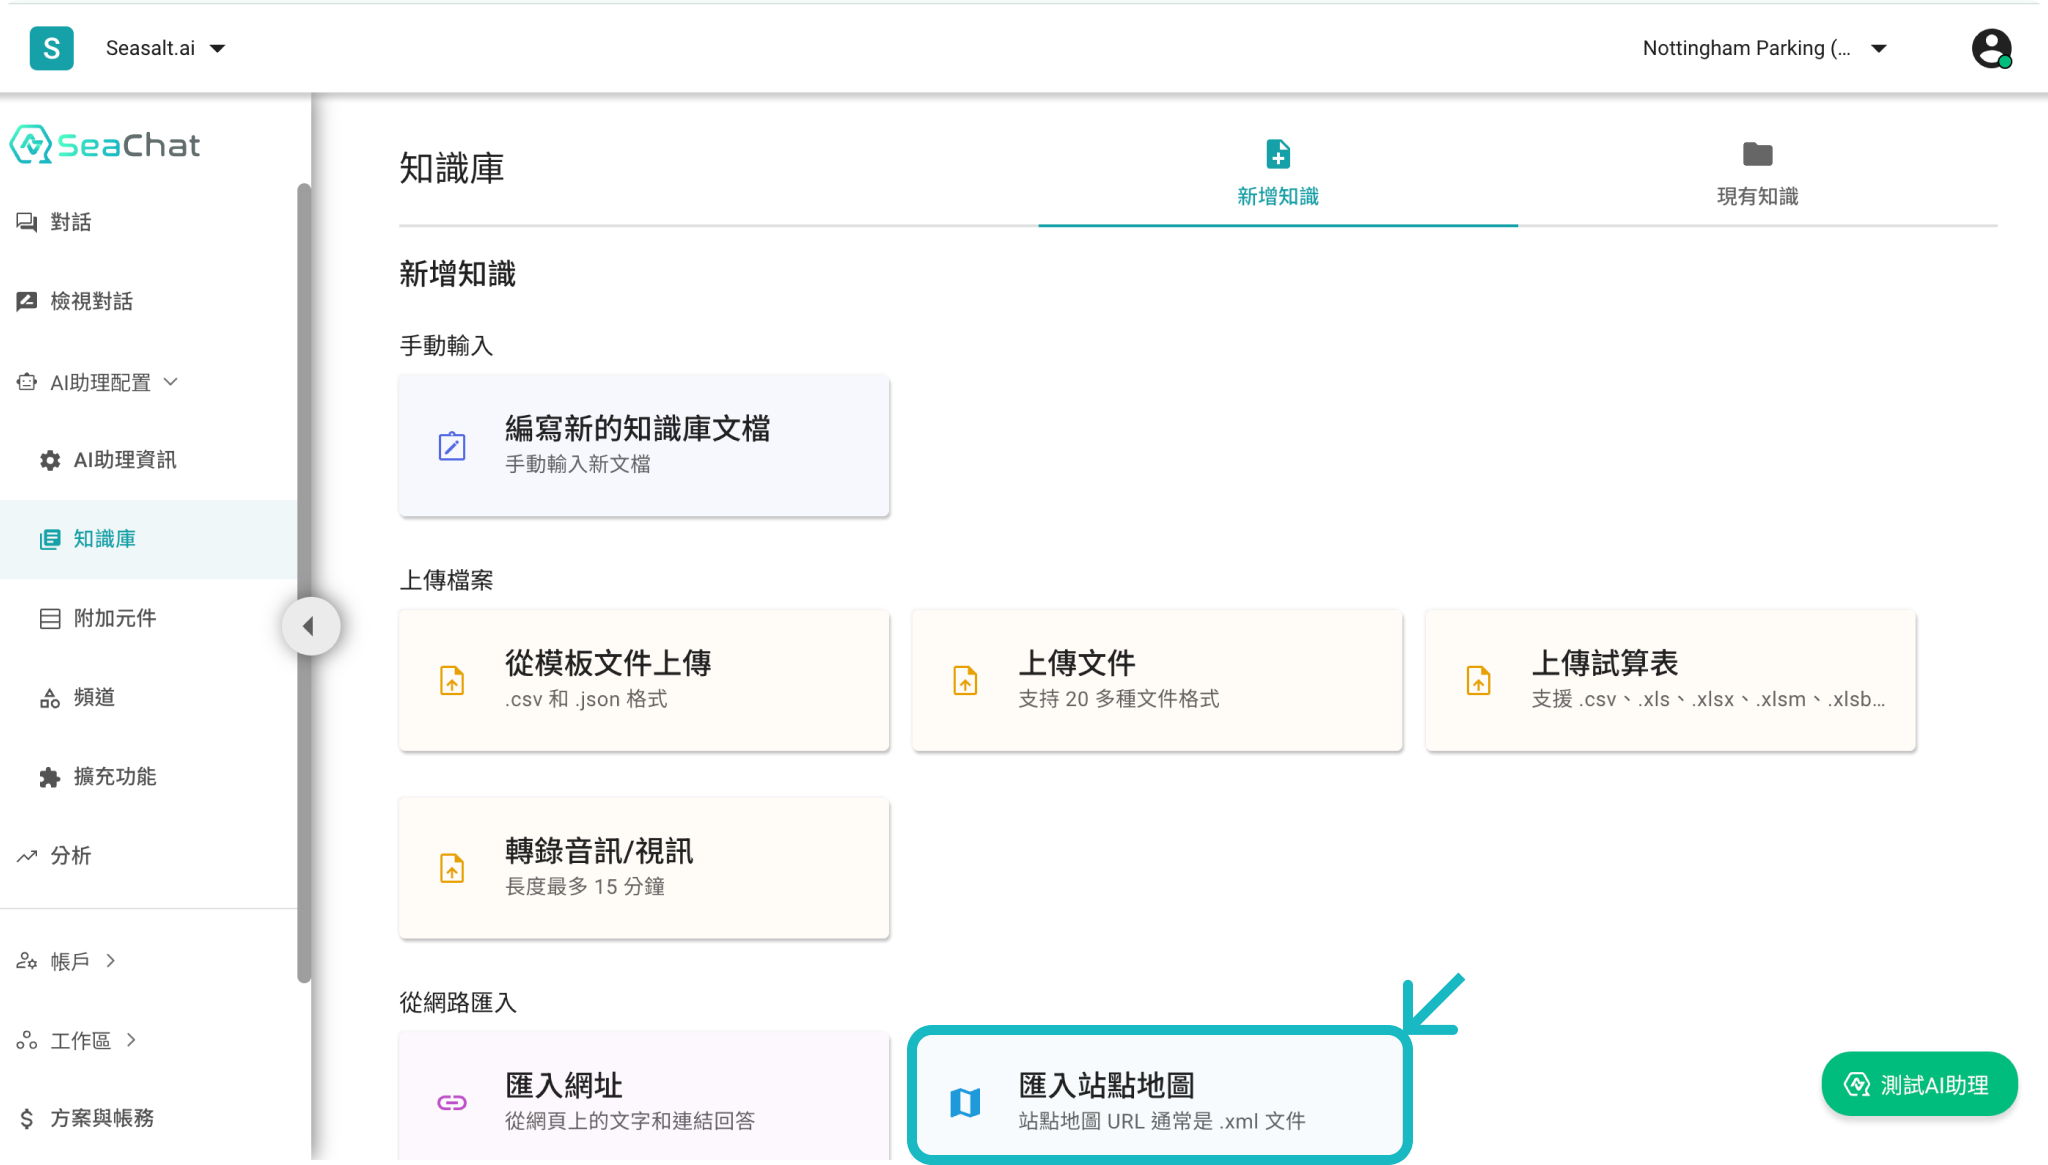 S Seasalt.ai
Nottingham Parking (...
SeaChat
對話
檢視對話
AI助理配置
AI助理資訊
知識庫
附加元件
頻道
擴充功能
分析
帳戶
工作區
方案與帳務
知識庫
新增知識
現有知識
新增知識
手動輸入
編寫新的知識庫文檔
手動輸入新文檔
上傳檔案
從模板文件上傳
.csv 和 .json 格式
上傳文件
支持 20 多種文件格式
上傳試算表
支援 .csv、.xls、.xlsx、.xlsm、.xlsb...
轉錄音訊/視訊
長度最多 15 分鐘
從網路匯入
匯入網址
從網頁上的文字和連結回答
匯入站點地圖
站點地圖 URL 通常是 .xml 文件
測試AI助理